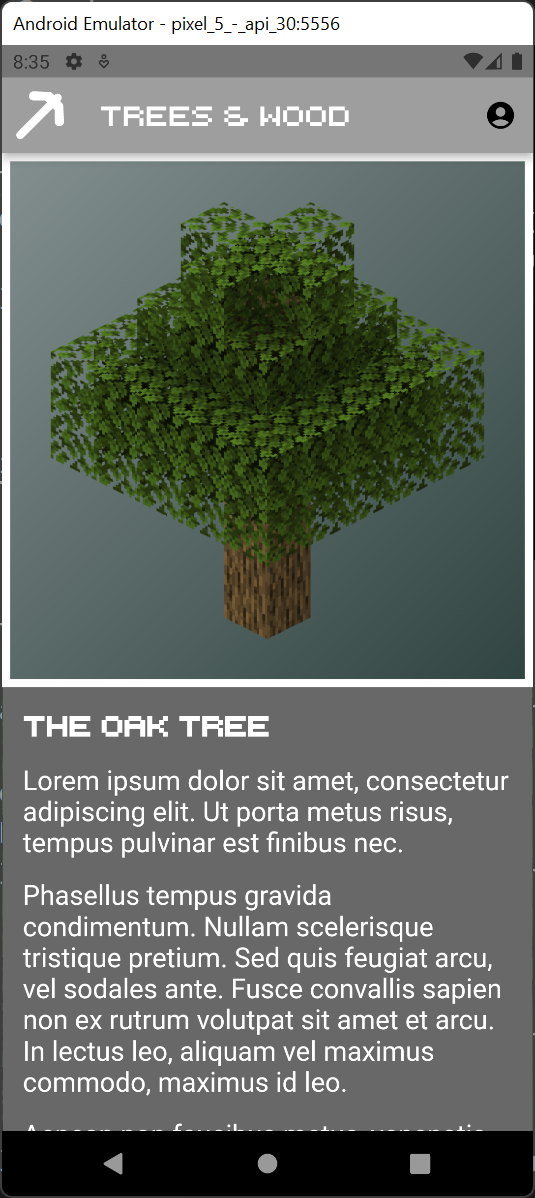 Android Emulator - pixel_5_-_api_30:5556
8:35
TREES & WOOD
THE OAK TREE
Lorem ipsum dolor sit amet, consectetur
adipiscing elit. Ut porta metus risus,
tempus pulvinar est finibus nec.
Phasellus tempus gravida
condimentum. Nullam scelerisque
tristique pretium. Sed quis feugiat arcu,
vel sodales ante. Fusce convallis sapien
non ex rutrum volutpat sit amet et arcu.
In lectus leo, aliquam vel maximus
commodo, maximus id leo.